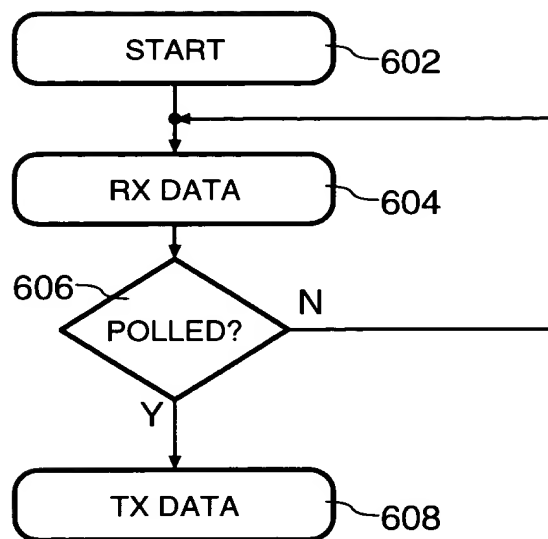 START
602
RX DATA
604
606
POLLED?
N
Y
TX DATA
608